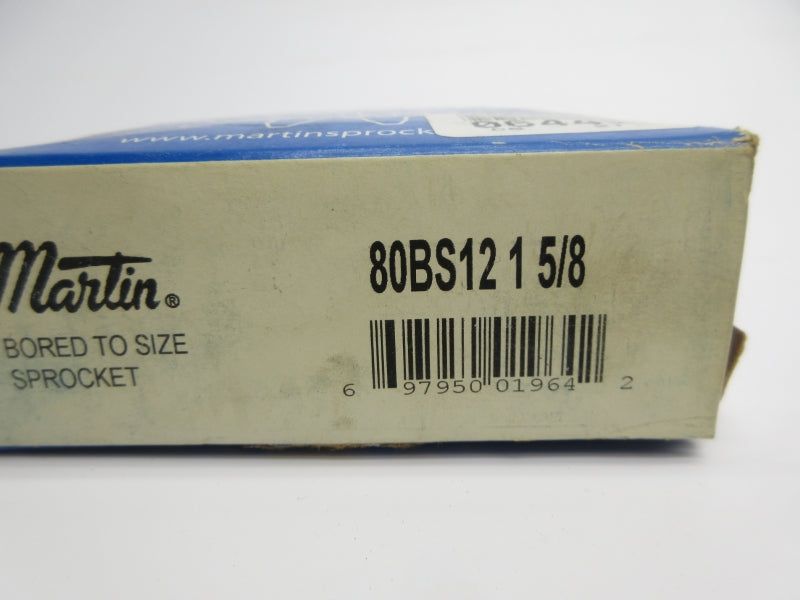 www.martinsprock
Martin®
BORED TO SIZE
SPROCKET
80BS12 1 5/8
6 97950 01964 2